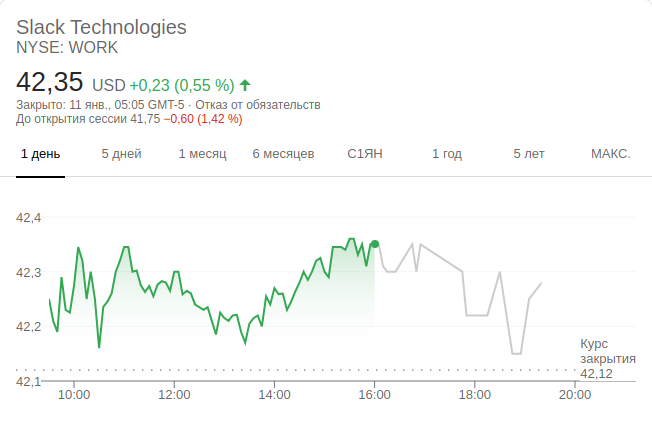 Slack Technologies
NYSE: WORK
42,35 USD +0,23 (0,55 %)
Закрыто: 11 янв., 05:05 GMT-5 · Отказ от обязательств
До открытия сессии 41,75 −0,60 (1,42 %)
1 день 5 дней 1 месяц 6 месяцев С1ЯН 1 год 5 лет МАКС.
42,4
42,3
42,2
42,1
Курс
закрытия
42,12
10:00 12:00 14:00 16:00 18:00 20:00